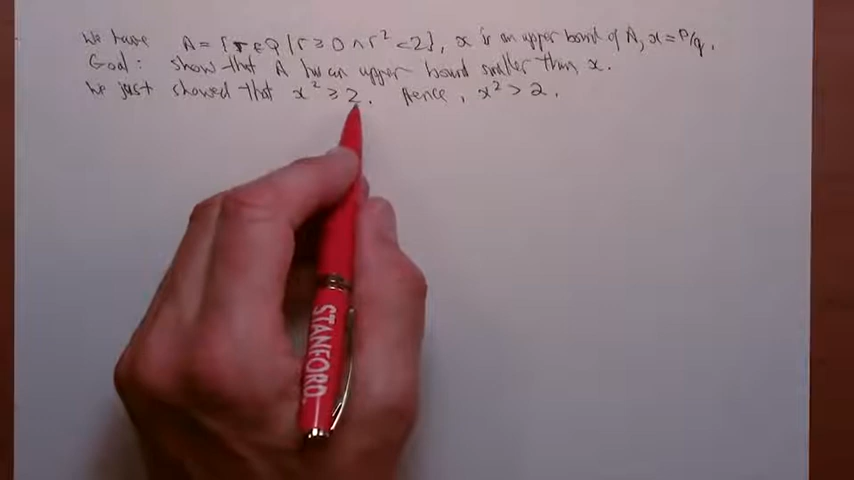 We have A = {r ∈ Q | r ≥ 0 ∧ r² < 2}, x is an upper bound of A, x = p/q.
Goal: show that A has an upper bound smaller than x.
We just showed that x² ≥ 2. Hence, x² > 2.
STANFORD